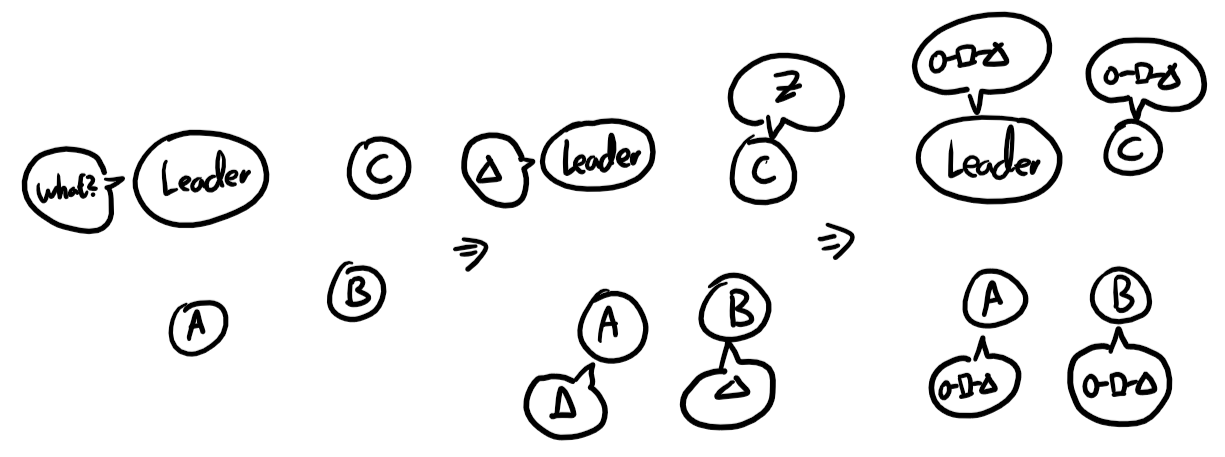 What?
Leader
C
B
A
Δ
Leader
Z
C
A
Δ
B
Δ
O-□-Δ
Leader
O-□-Δ
C
A
O-□-Δ
B
O-□-Δ